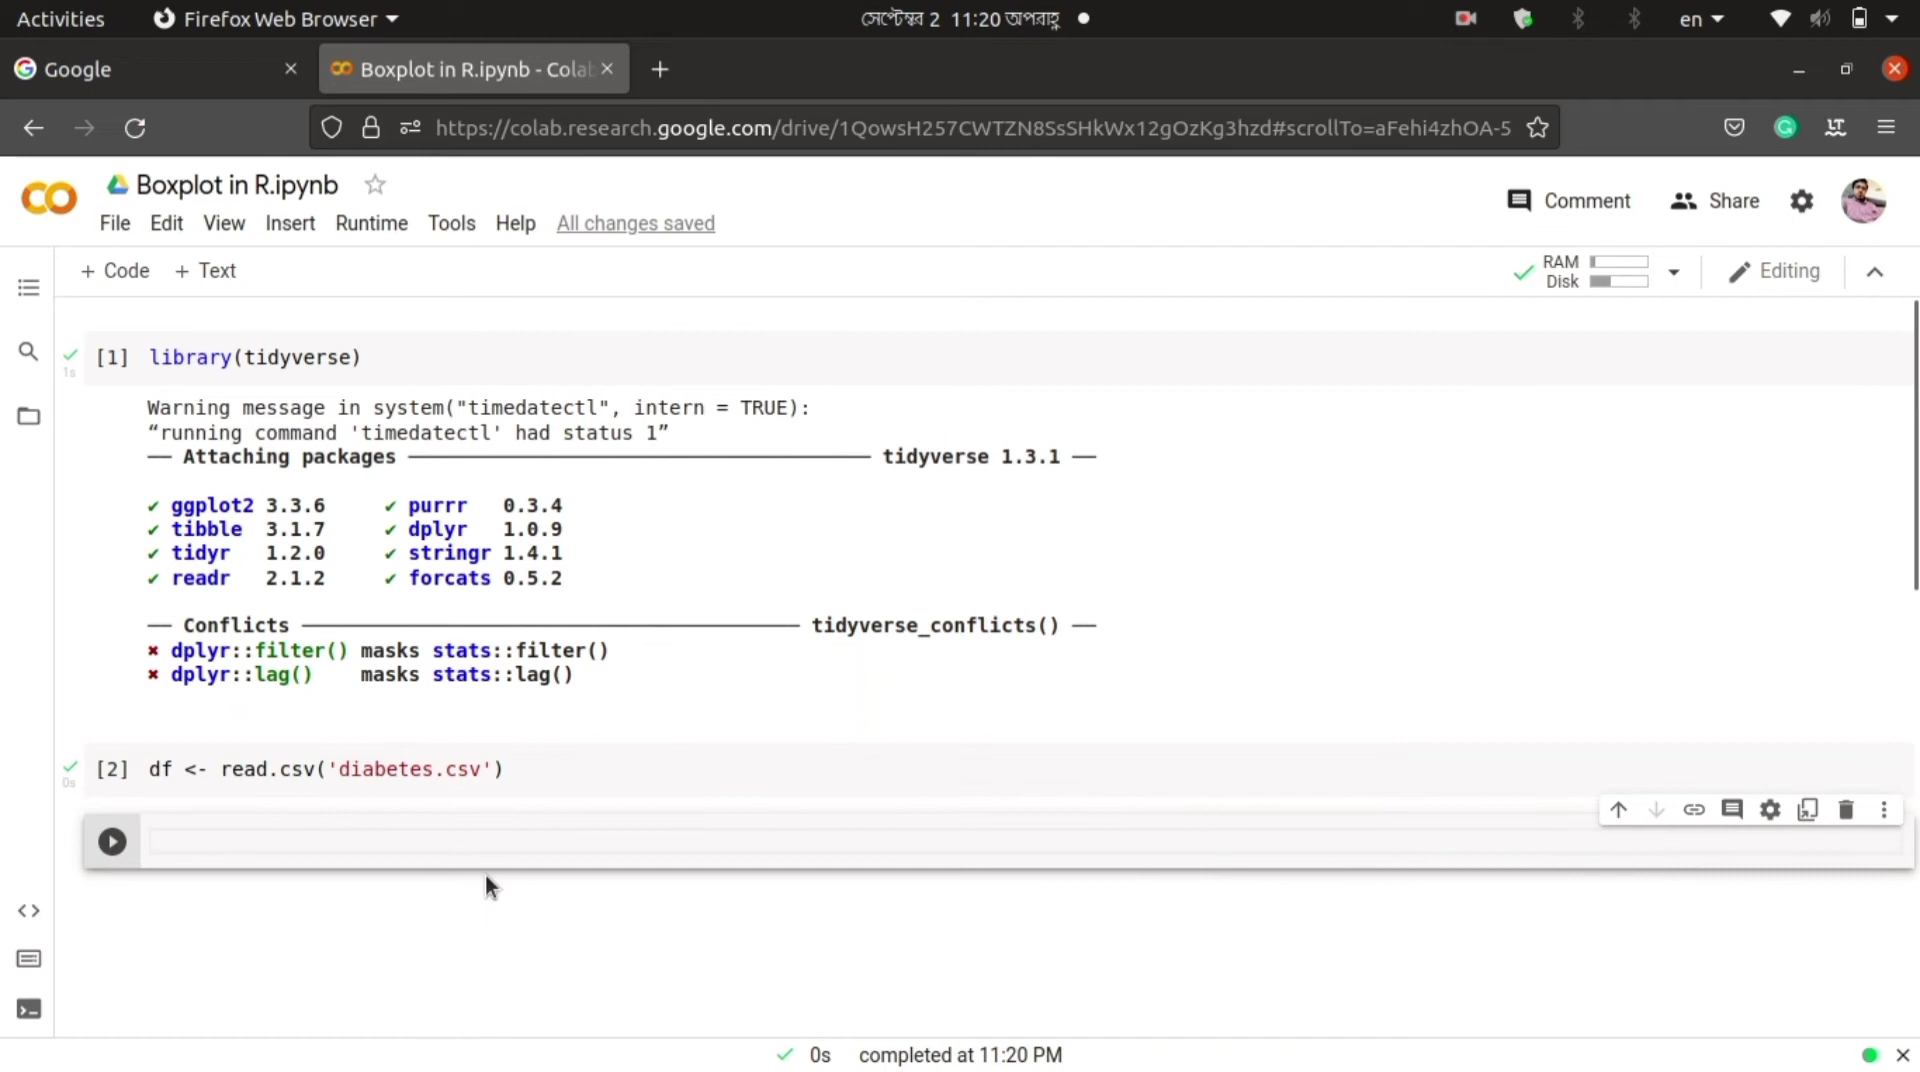 Activities Firefox Web Browser সেপ্টেম্বর 2 11:20 অপরাহ্ণ en
Google Boxplot in R.ipynb - Cola
https://colab.research.google.com/drive/1QowsH257CWTZN8SsSHkWx12gOzKg3hzd#scrollTo=aFehi4zhOA-5
Boxplot in R.ipynb
Comment Share
File Edit View Insert Runtime Tools Help All changes saved
+ Code + Text RAM Disk Editing
[1] library(tidyverse)
1s
Warning message in system("timedatectl", intern = TRUE):
“running command 'timedatectl' had status 1”
── Attaching packages ─────────────────────────────────────── tidyverse 1.3.1 ──
✔ ggplot2 3.3.6 ✔ purrr 0.3.4
✔ tibble 3.1.7 ✔ dplyr 1.0.9
✔ tidyr 1.2.0 ✔ stringr 1.4.1
✔ readr 2.1.2 ✔ forcats 0.5.2
── Conflicts ────────────────────────────────────────── tidyverse_conflicts() ──
✖ dplyr::filter() masks stats::filter()
✖ dplyr::lag() masks stats::lag()
[2] df <- read.csv('diabetes.csv')
0s
0s completed at 11:20 PM